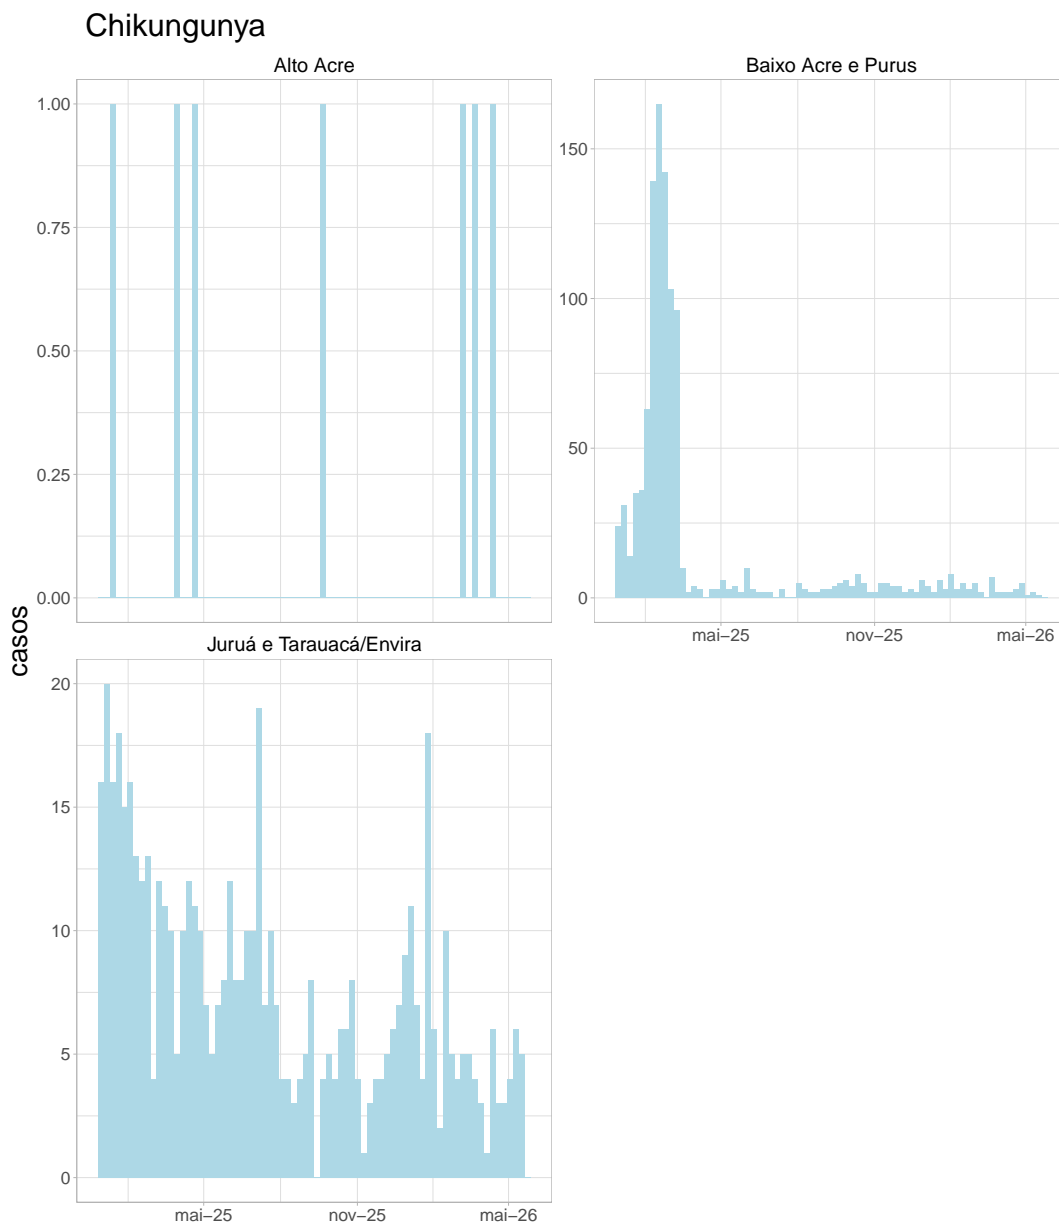 Chikungunya
Alto Acre
1.00
0.75
0.50
0.25
0.00
Baixo Acre e Purus
150
100
50
0
mai–25
nov–25
mai–26
casos
Juruá e Tarauacá/Envira
20
15
10
5
0
mai–25
nov–25
mai–26